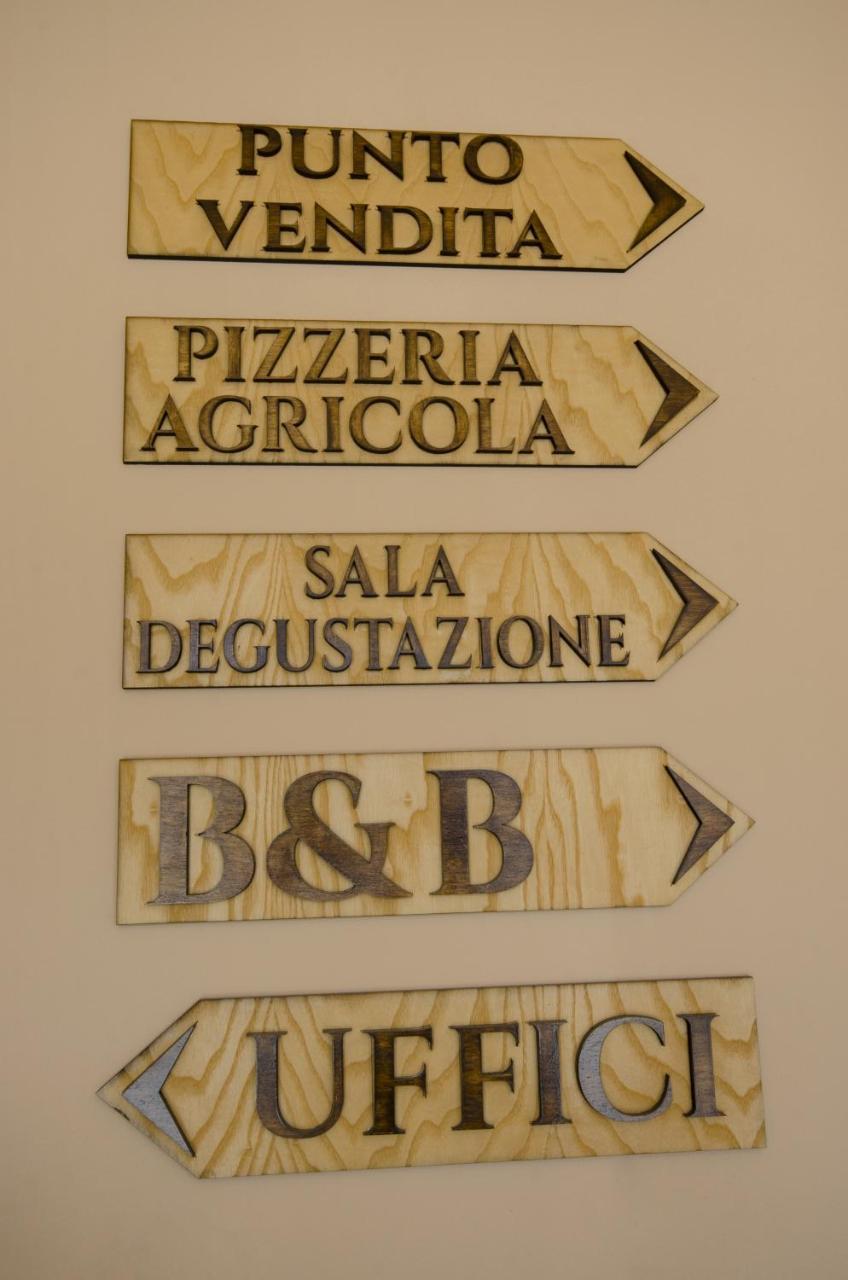 PUNTO
VENDITA
PIZZERIA
AGRICOLA
SALA
DEGUSTAZIONE
B&B
UFFICI